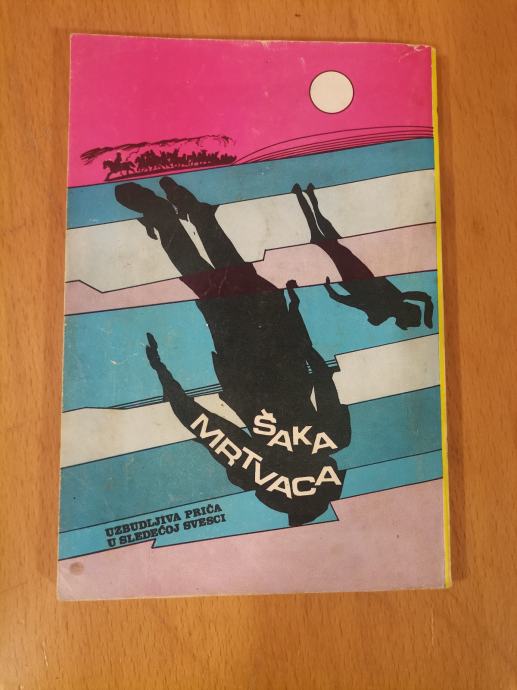 ŠAKA
MRTVACA
UZBUDLJIVA PRIČA
U SLEDEĆOJ SVESCI